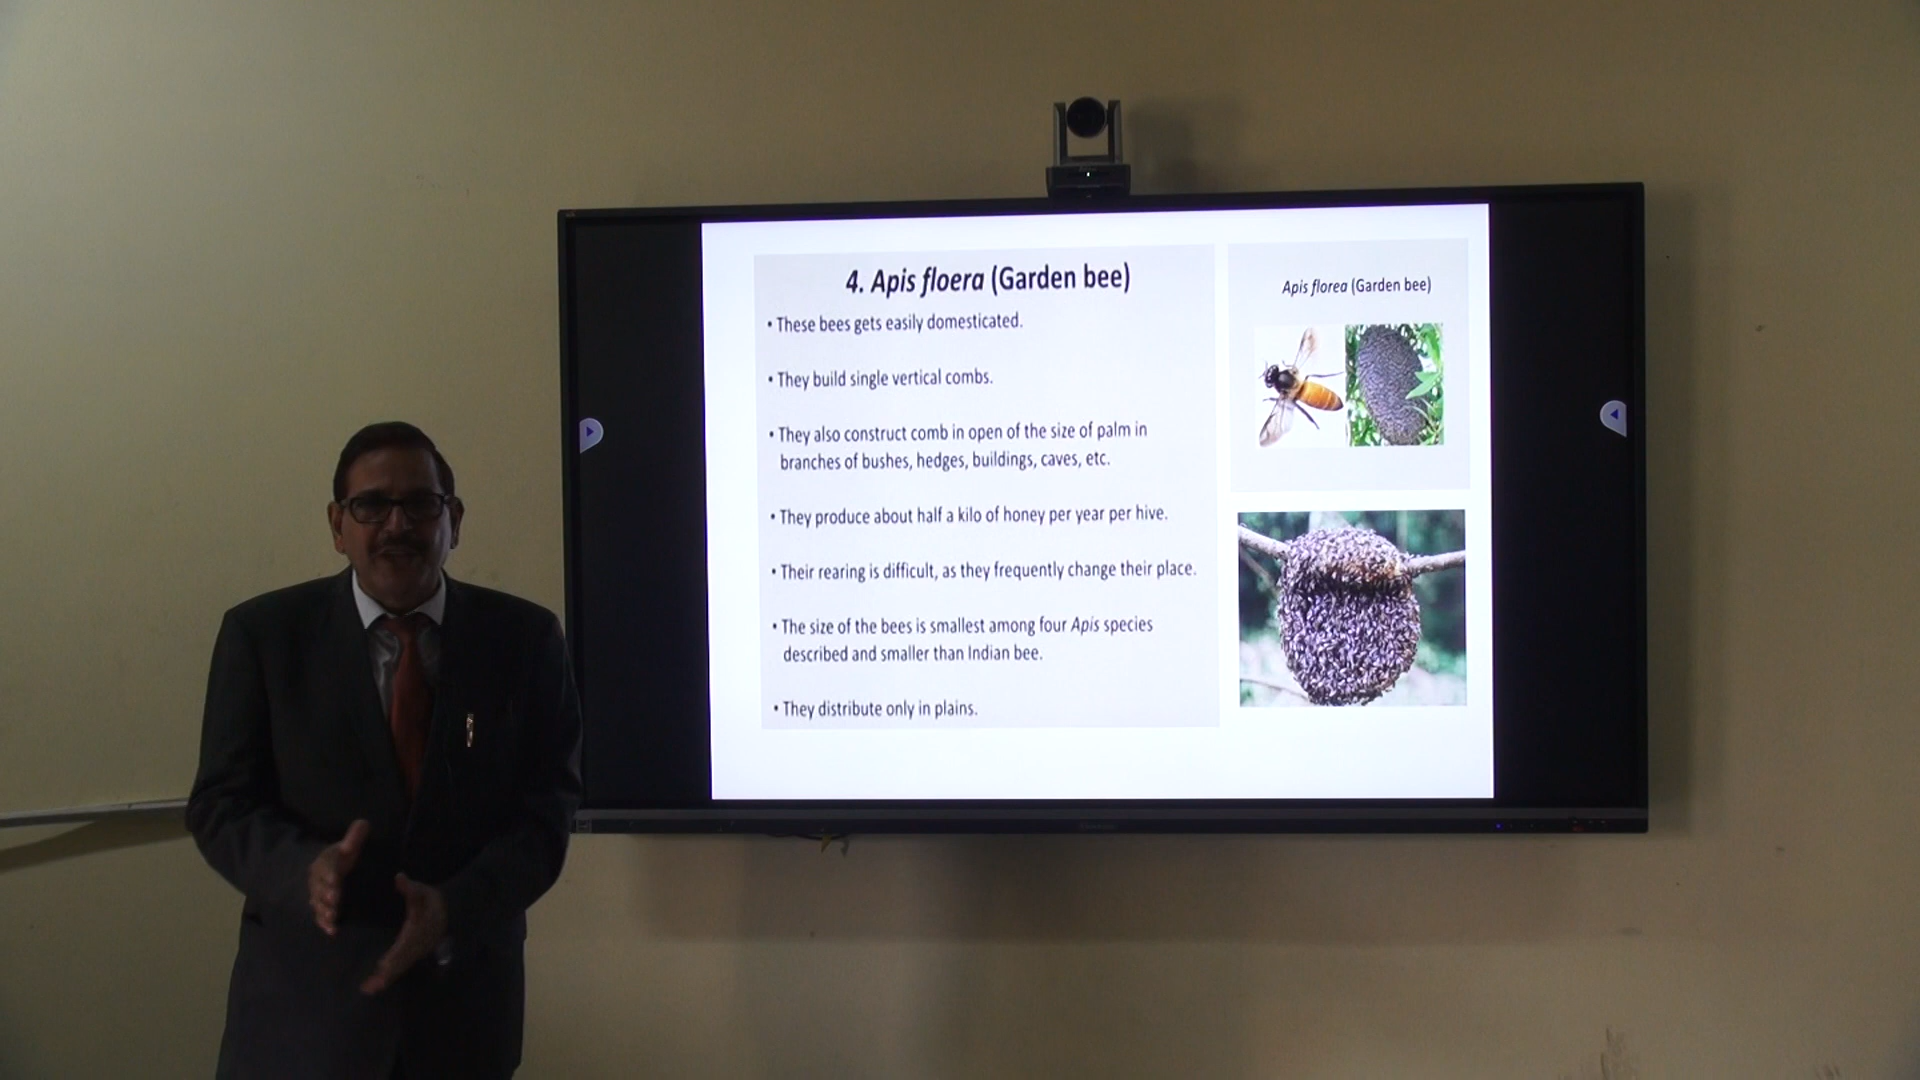 4. Apis floera (Garden bee)
• These bees gets easily domesticated.
• They build single vertical combs.
• They also construct comb in open of the size of palm in
branches of bushes, hedges, buildings, caves, etc.
• They produce about half a kilo of honey per year per hive.
• Their rearing is difficult, as they frequently change their place.
• The size of the bees is smallest among four Apis species
described and smaller than Indian bee.
• They distribute only in plains.
Apis florea (Garden bee)